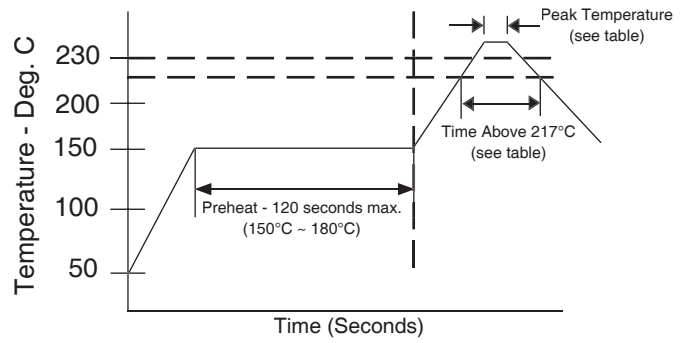 Peak Temperature
(see table)
230
200
Time Above 217°C
(see table)
150
Preheat - 120 seconds max.
(150°C ~ 180°C)
100
50
Temperature - Deg. C
Time (Seconds)